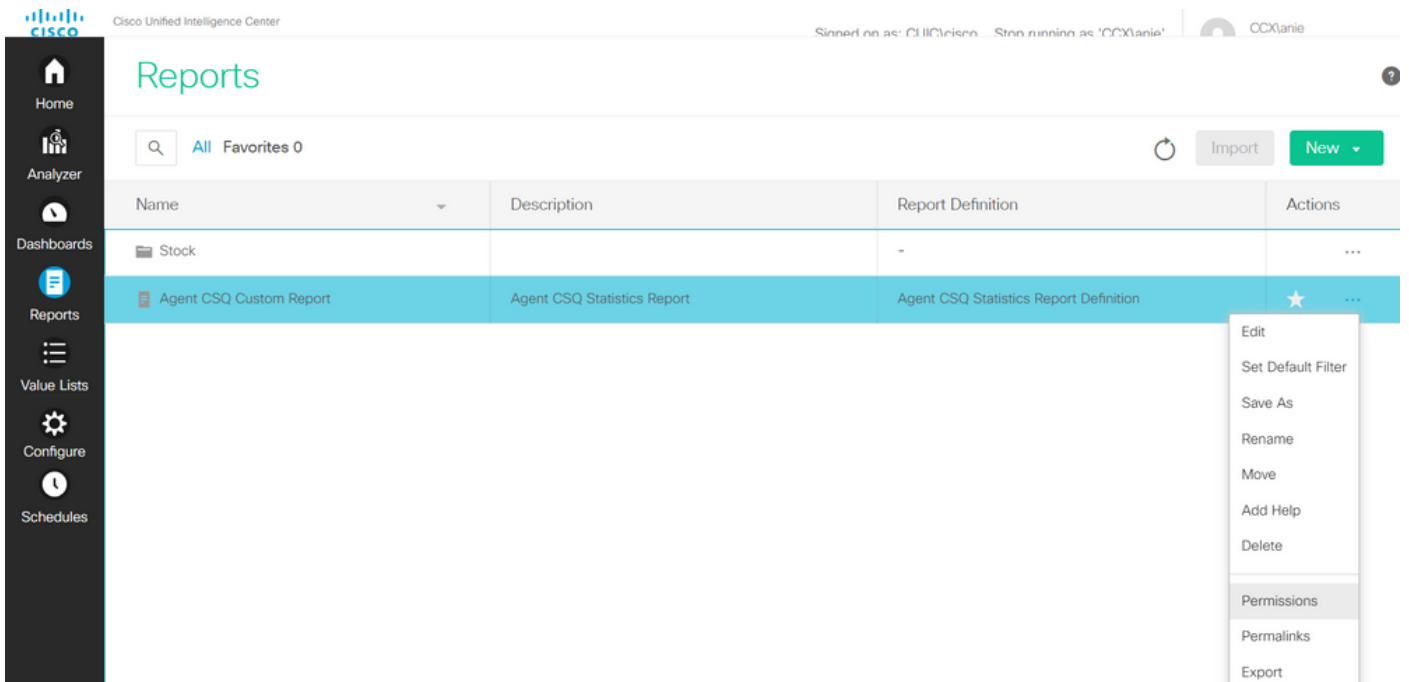 CISCO
Cisco Unified Intelligence Center
Signed on as: CUIC\cisco Stop running as 'CCX\anie'
CCX\anie
Home
Analyzer
Dashboards
Reports
Value Lists
Configure
Schedules
Reports
?
All Favorites 0
Import
New
Name Description Report Definition Actions
Stock - ...
Agent CSQ Custom Report Agent CSQ Statistics Report Agent CSQ Statistics Report Definition ...
Edit
Set Default Filter
Save As
Rename
Move
Add Help
Delete
Permissions
Permalinks
Export